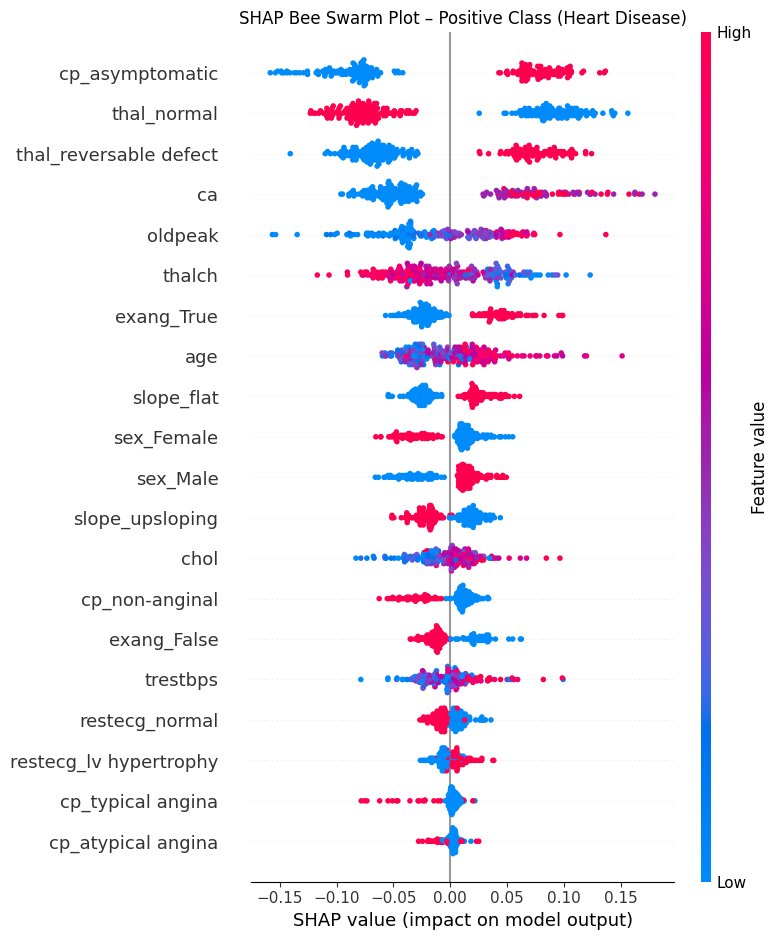 SHAP Bee Swarm Plot – Positive Class (Heart Disease)
High
cp_asymptomatic
thal_normal
thal_reversable defect
ca
oldpeak
thalch
exang_True
age
slope_flat
sex_Female
sex_Male
slope_upsloping
chol
cp_non-anginal
exang_False
trestbps
restecg_normal
restecg_lv hypertrophy
cp_typical angina
cp_atypical angina
Feature value
Low
−0.15 −0.10 −0.05 0.00 0.05 0.10 0.15
SHAP value (impact on model output)